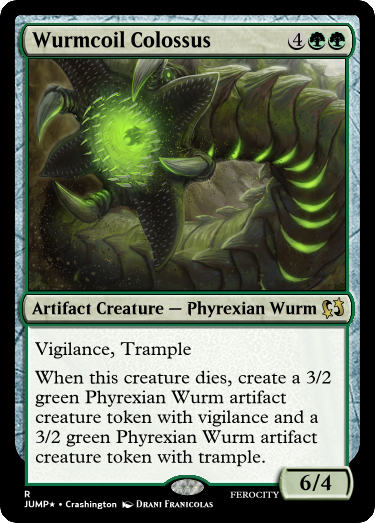 Wurmcoil Colossus 4
Artifact Creature — Phyrexian Wurm
Vigilance, Trample
When this creature dies, create a 3/2
green Phyrexian Wurm artifact
creature token with vigilance and a
3/2 green Phyrexian Wurm artifact
creature token with trample.
6/4
R
JUMP★ • Crashington Drani Franicolas
FEROCITY